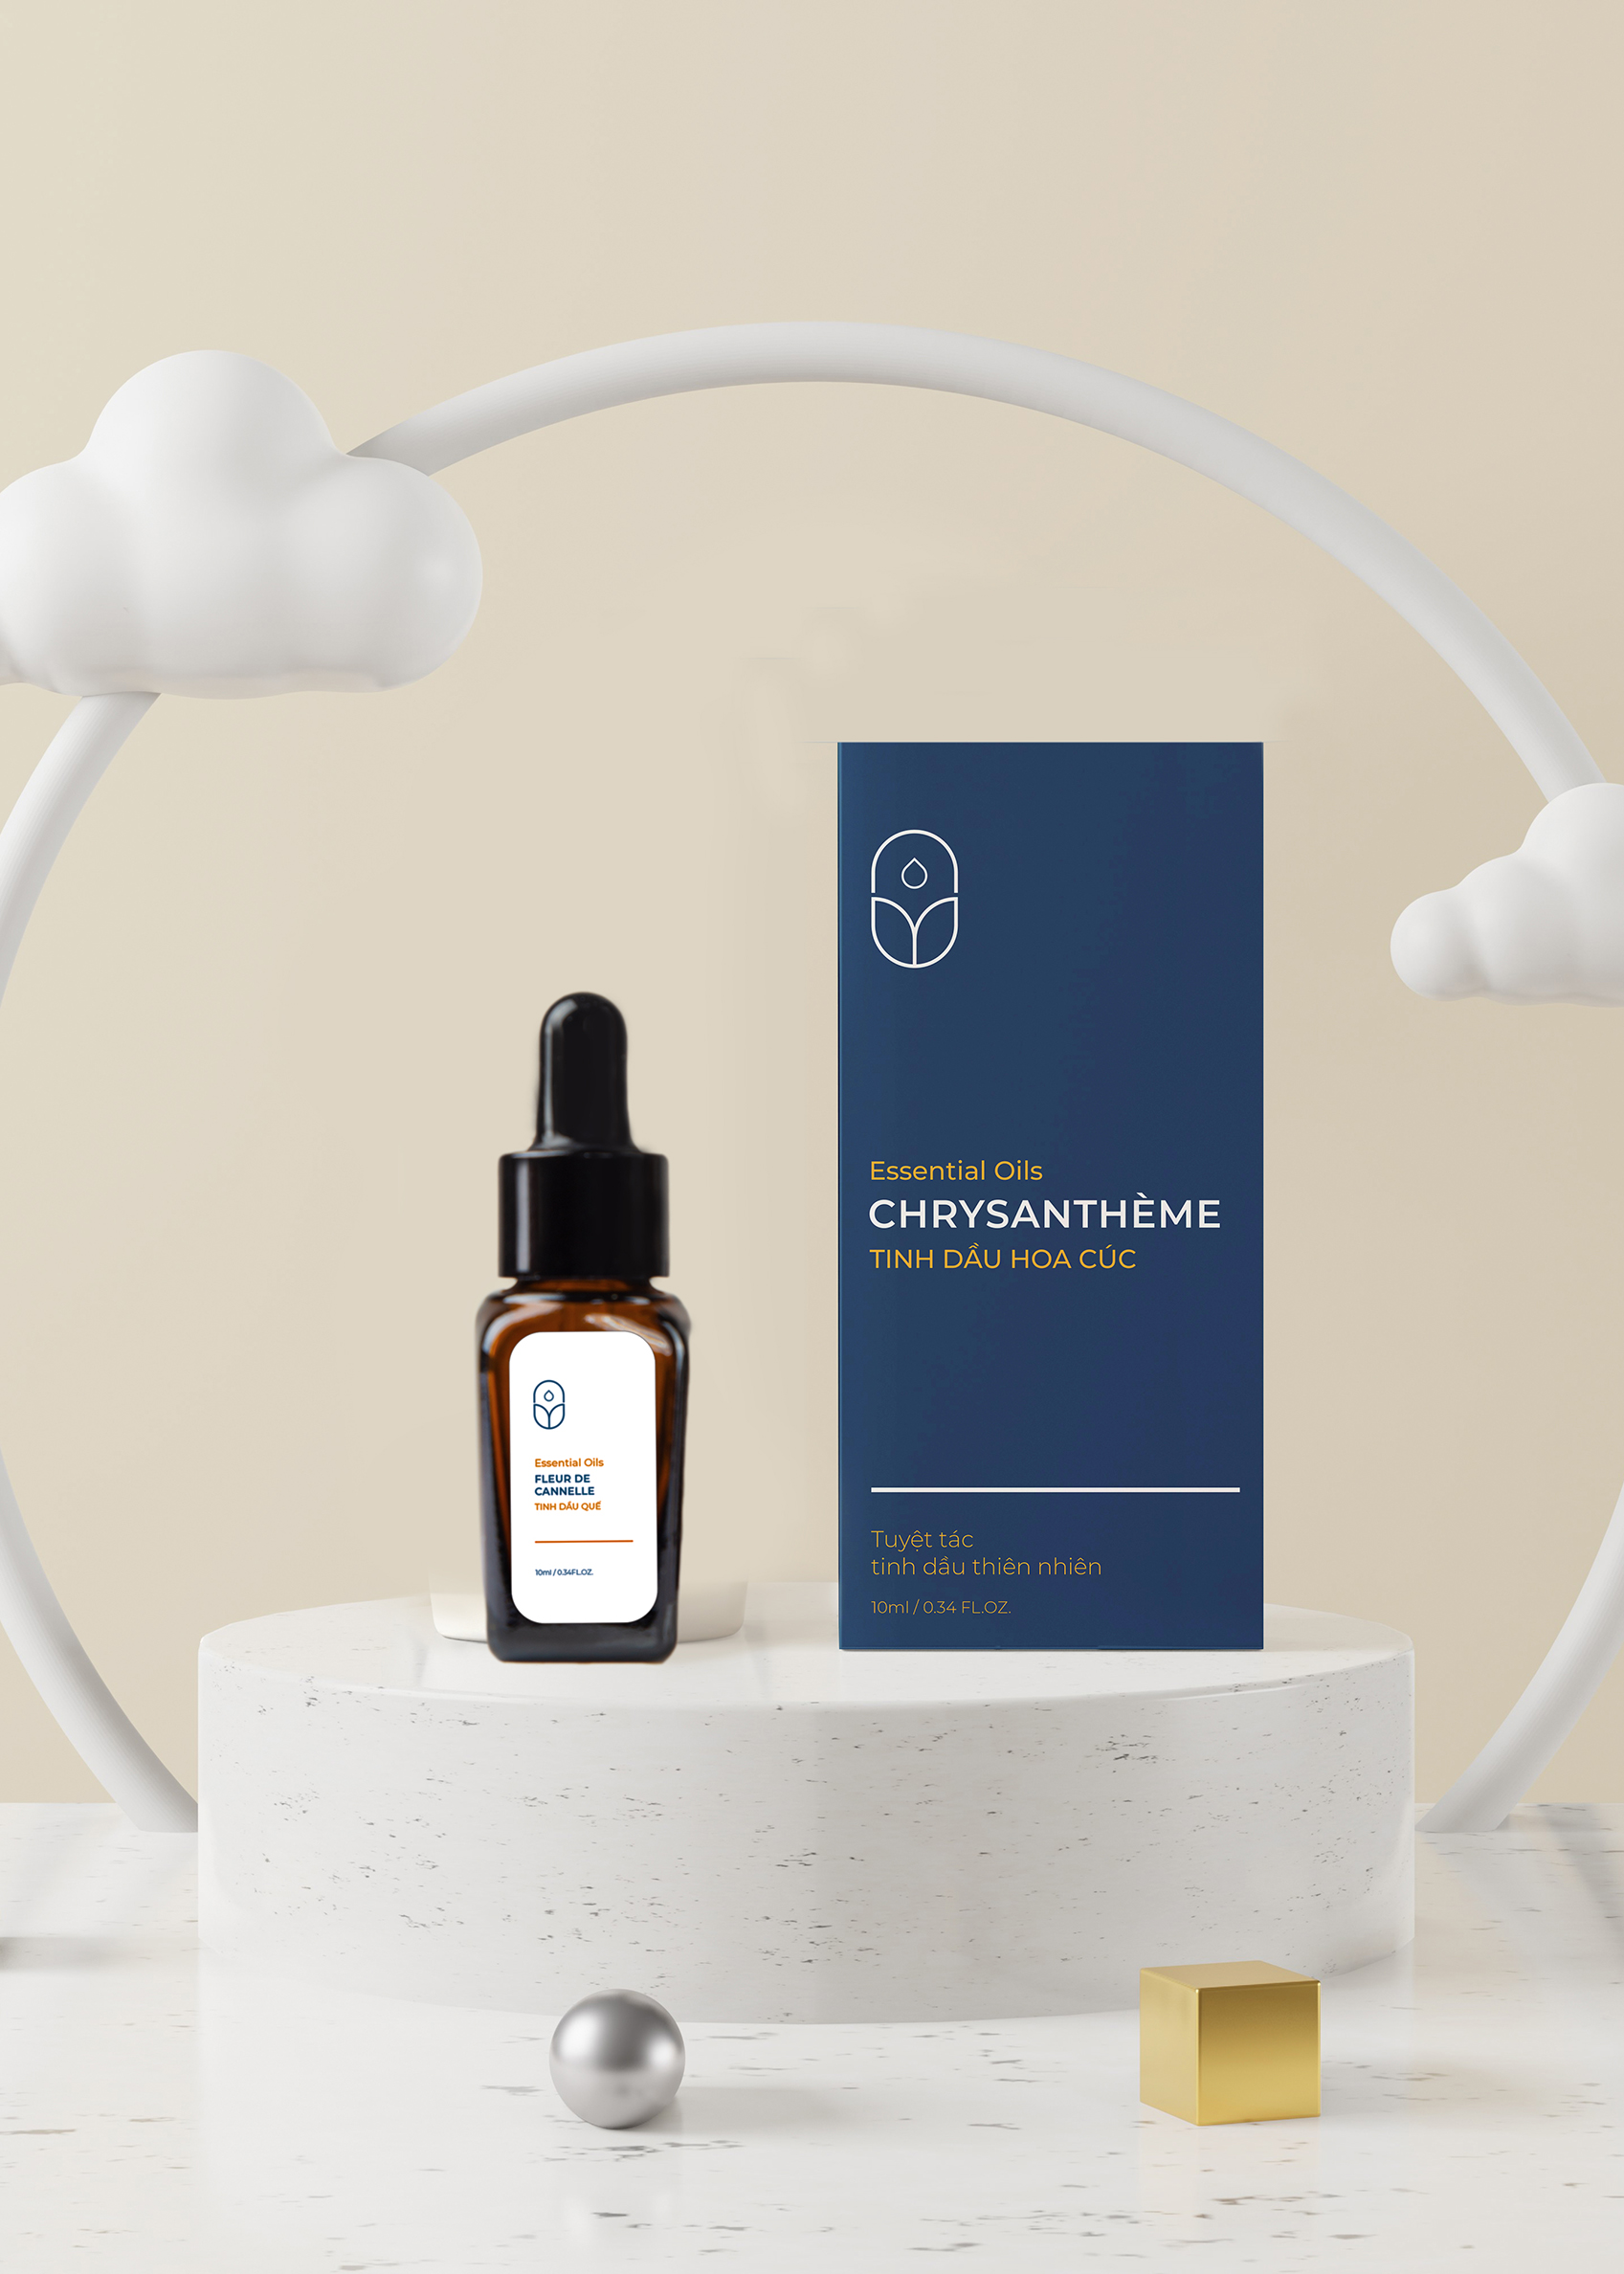 Essential Oils
FLEUR DE
CANNELLE
TINH DẦU QUẾ
10ml / 0.34FL.OZ.
Essential Oils
CHRYSANTHÈME
TINH DẦU HOA CÚC
Tuyệt tác
tinh dầu thiên nhiên
10ml / 0.34 FL.OZ.